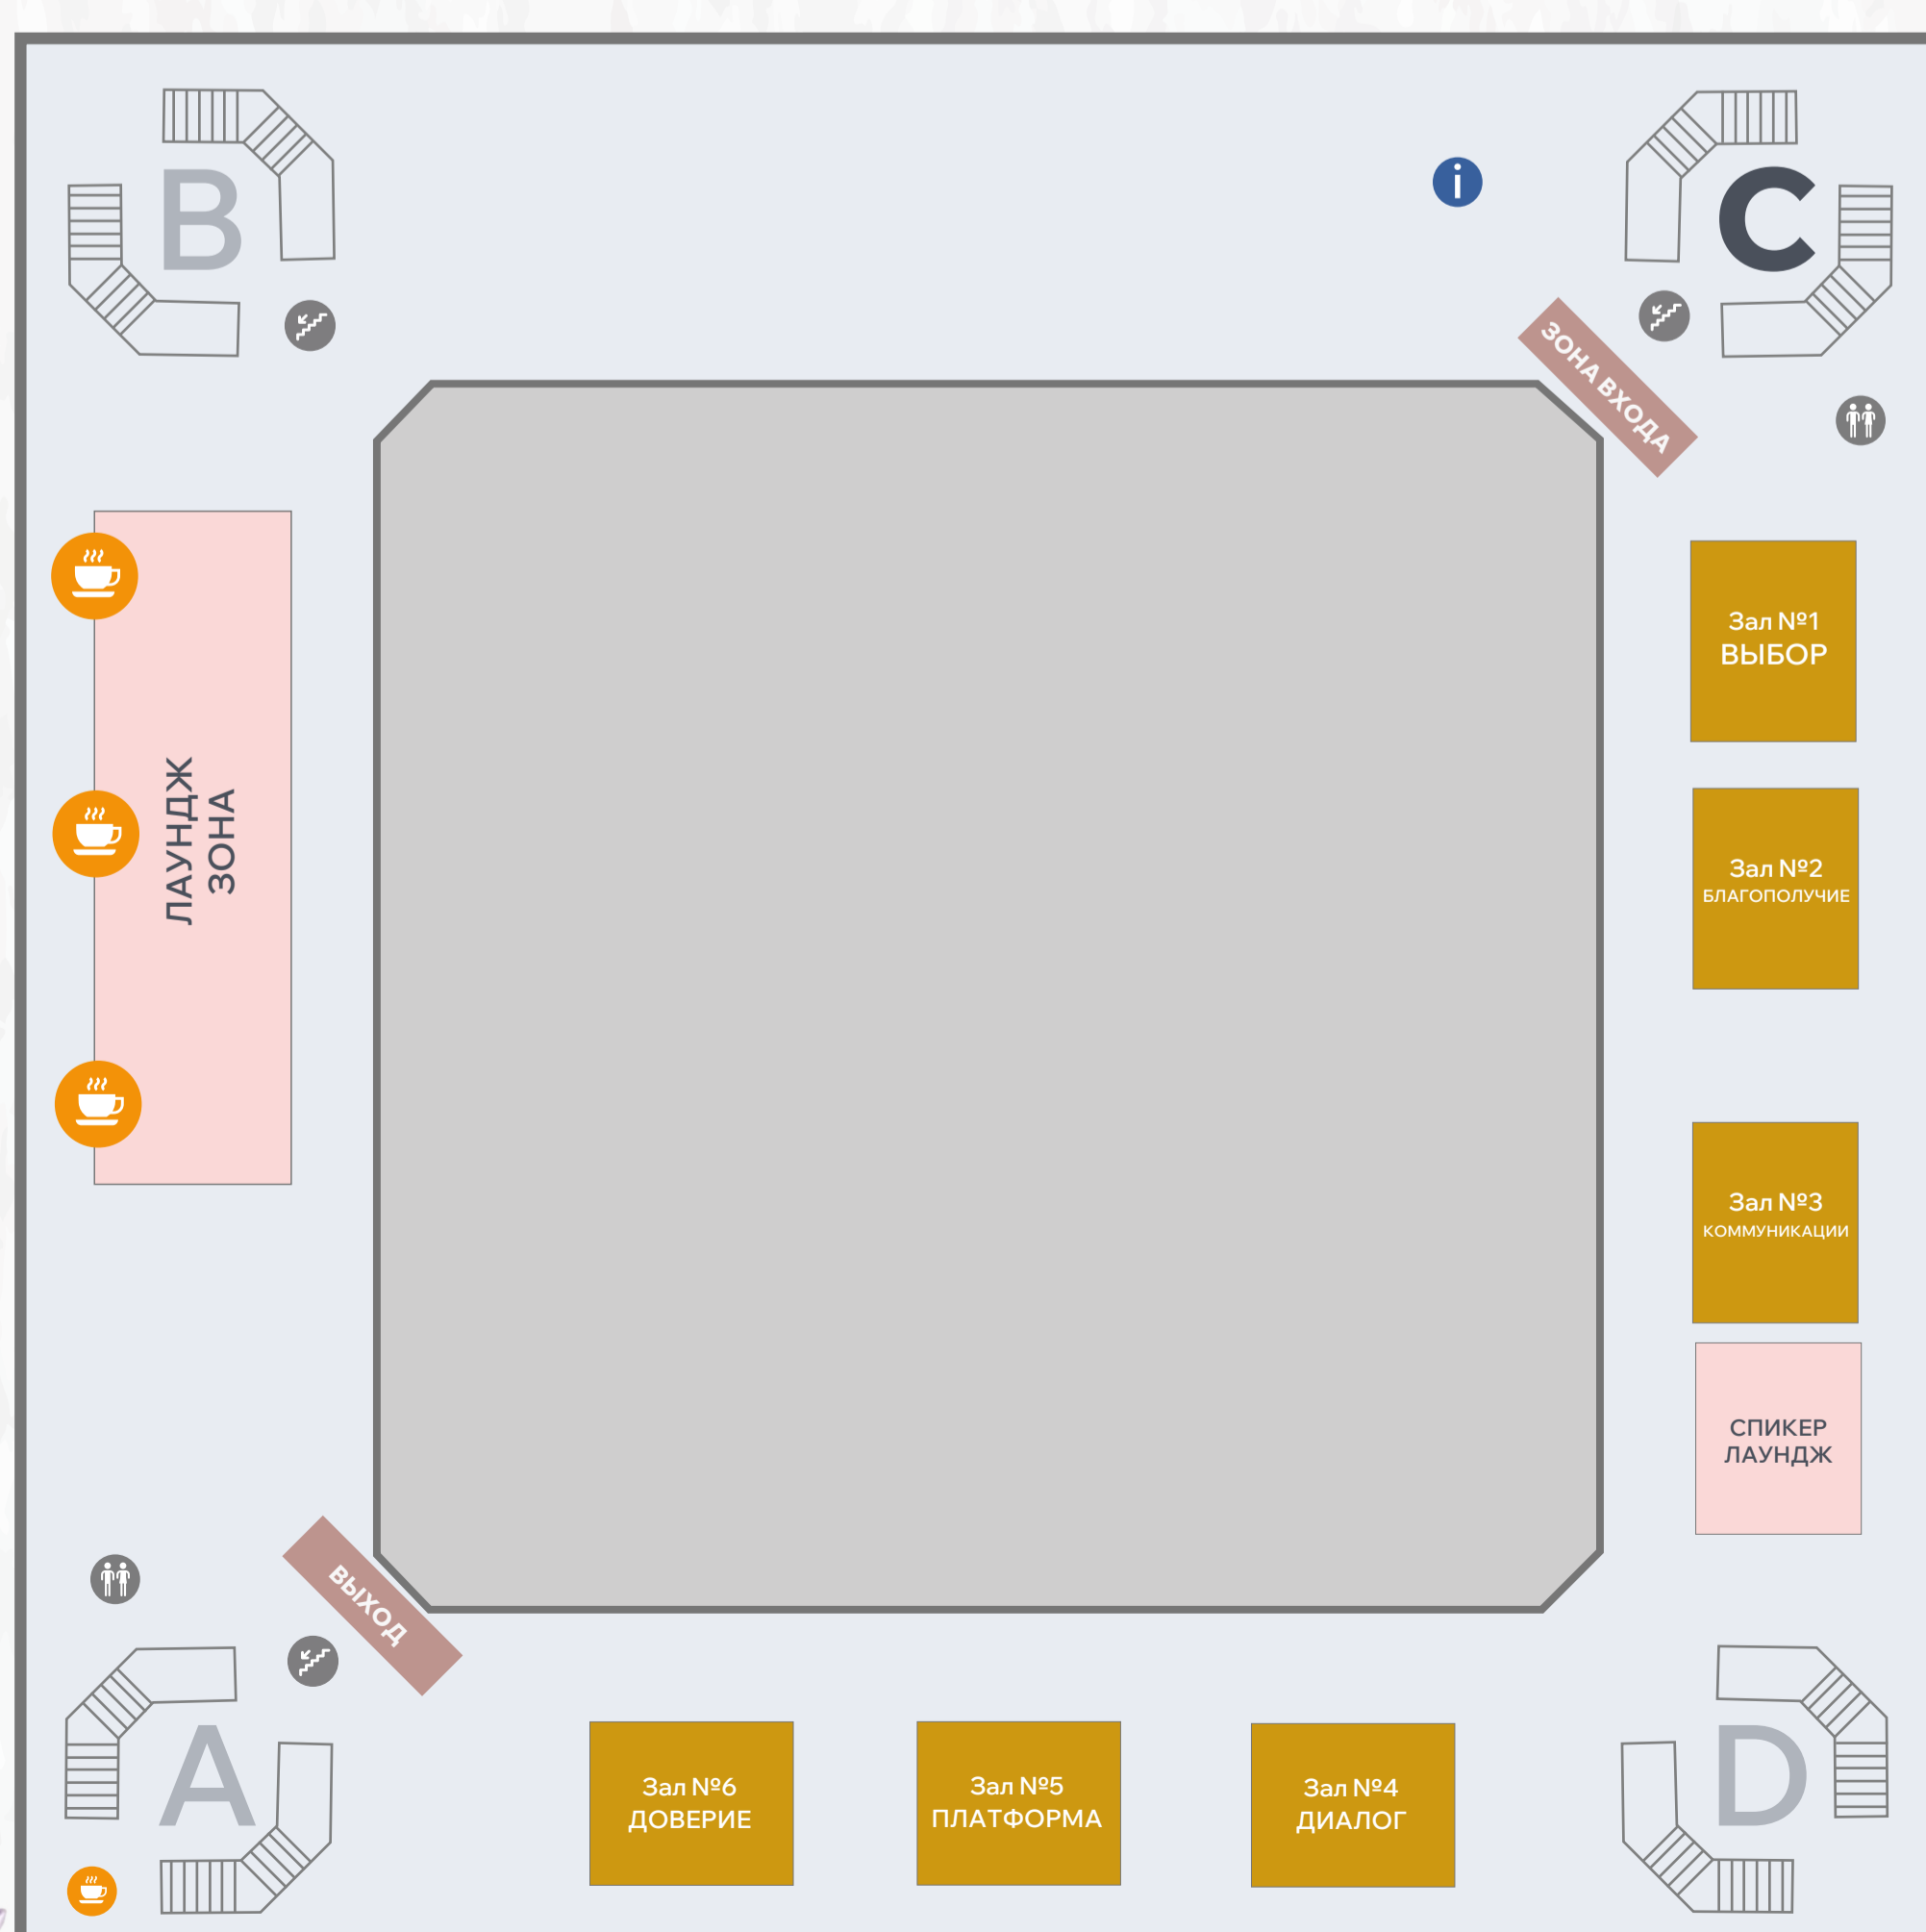 B
i
C
ЗОНА ВХОДА
Зал №1
ВЫБОР
ЛАУНДЖ
ЗОНА
Зал №2
БЛАГОПОЛУЧИЕ
Зал №3
КОММУНИКАЦИИ
СПИКЕР
ЛАУНДЖ
ВЫХОД
A
Зал №6
ДОВЕРИЕ
Зал №5
ПЛАТФОРМА
Зал №4
ДИАЛОГ
D